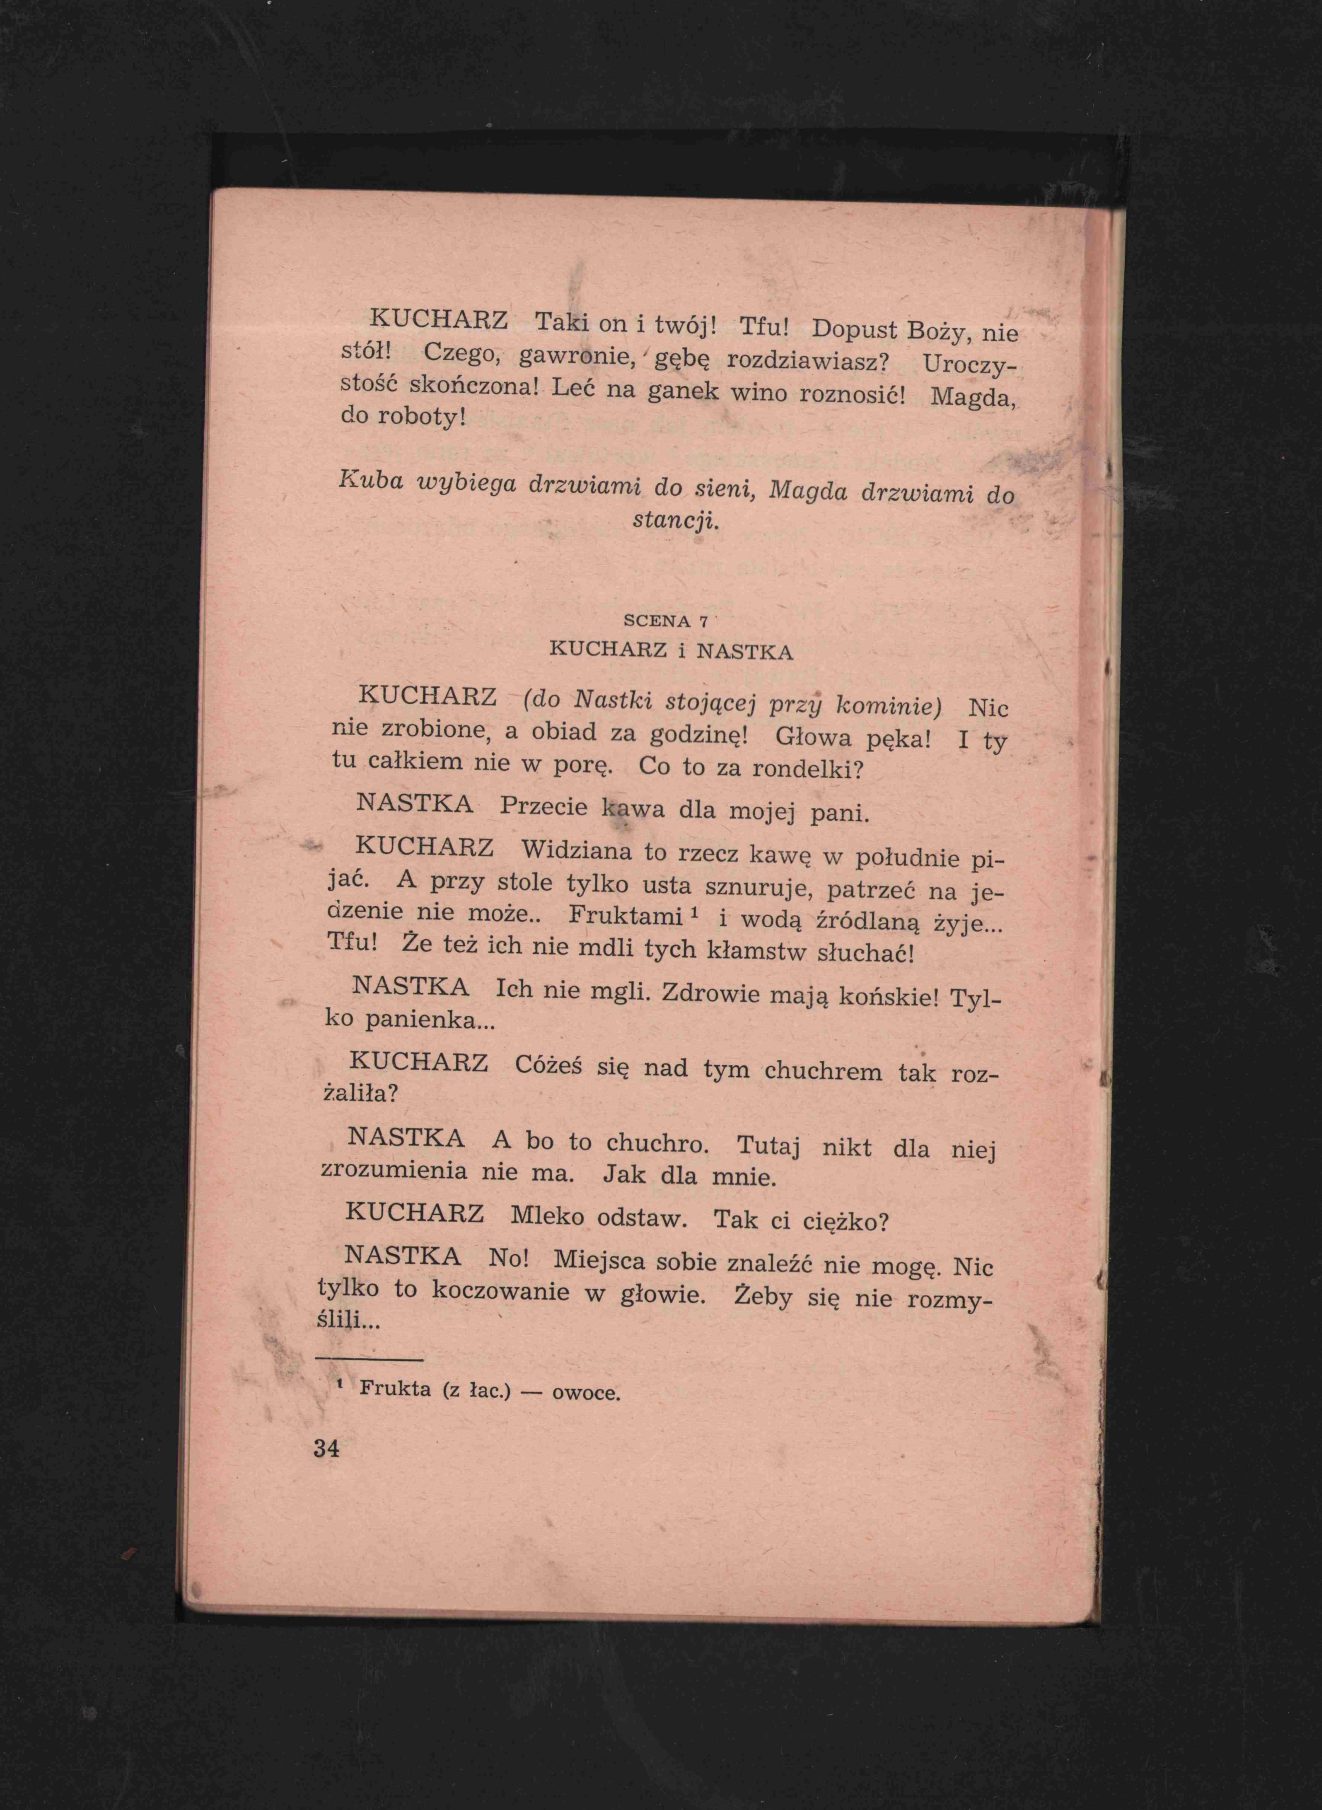 KUCHARZ Taki on i twój! Tfu! Dopust Boży, nie
stół! Czego, gawronie, gębę rozdziawiasz? Uroczy-
stość skończona! Leć na ganek wino roznosić! Magda,
do roboty!
Kuba wybiega drzwiami do sieni, Magda drzwiami do
stancji.
SCENA 7
KUCHARZ i NASTKA
KUCHARZ (do Nastki stojącej przy kominie) Nic
nie zrobione, a obiad za godzinę! Głowa pęka! I ty
tu całkiem nie w porę. Co to za rondelki?
NASTKA Przecie kawa dla mojej pani.
KUCHARZ Widziana to rzecz kawę w południe pi-
jać. A przy stole tylko usta sznuruje, patrzeć na je-
dzenie nie może.. Fruktami ¹ i wodą źródlaną żyje...
Tfu! Że też ich nie mdli tych kłamstw słuchać!
NASTKA Ich nie mgli. Zdrowie mają końskie! Tyl-
ko panienka...
KUCHARZ Cóżeś się nad tym chuchrem tak roz-
żaliła?
NASTKA A bo to chuchro. Tutaj nikt dla niej
zrozumienia nie ma. Jak dla mnie.
KUCHARZ Mleko odstaw. Tak ci ciężko?
NASTKA No! Miejsca sobie znaleźć nie mogę. Nic
tylko to koczowanie w głowie. Żeby się nie rozmy-
ślili...
¹ Frukta (z łac.) — owoce.
34